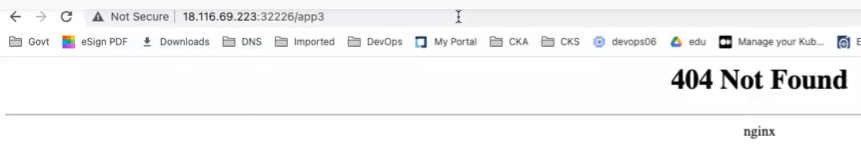 Not Secure | 18.116.69.223:32226/app3
Govt eSign PDF Downloads DNS Imported DevOps My Portal CKA CKS devops06 edu Manage your Kub... E
404 Not Found
nginx